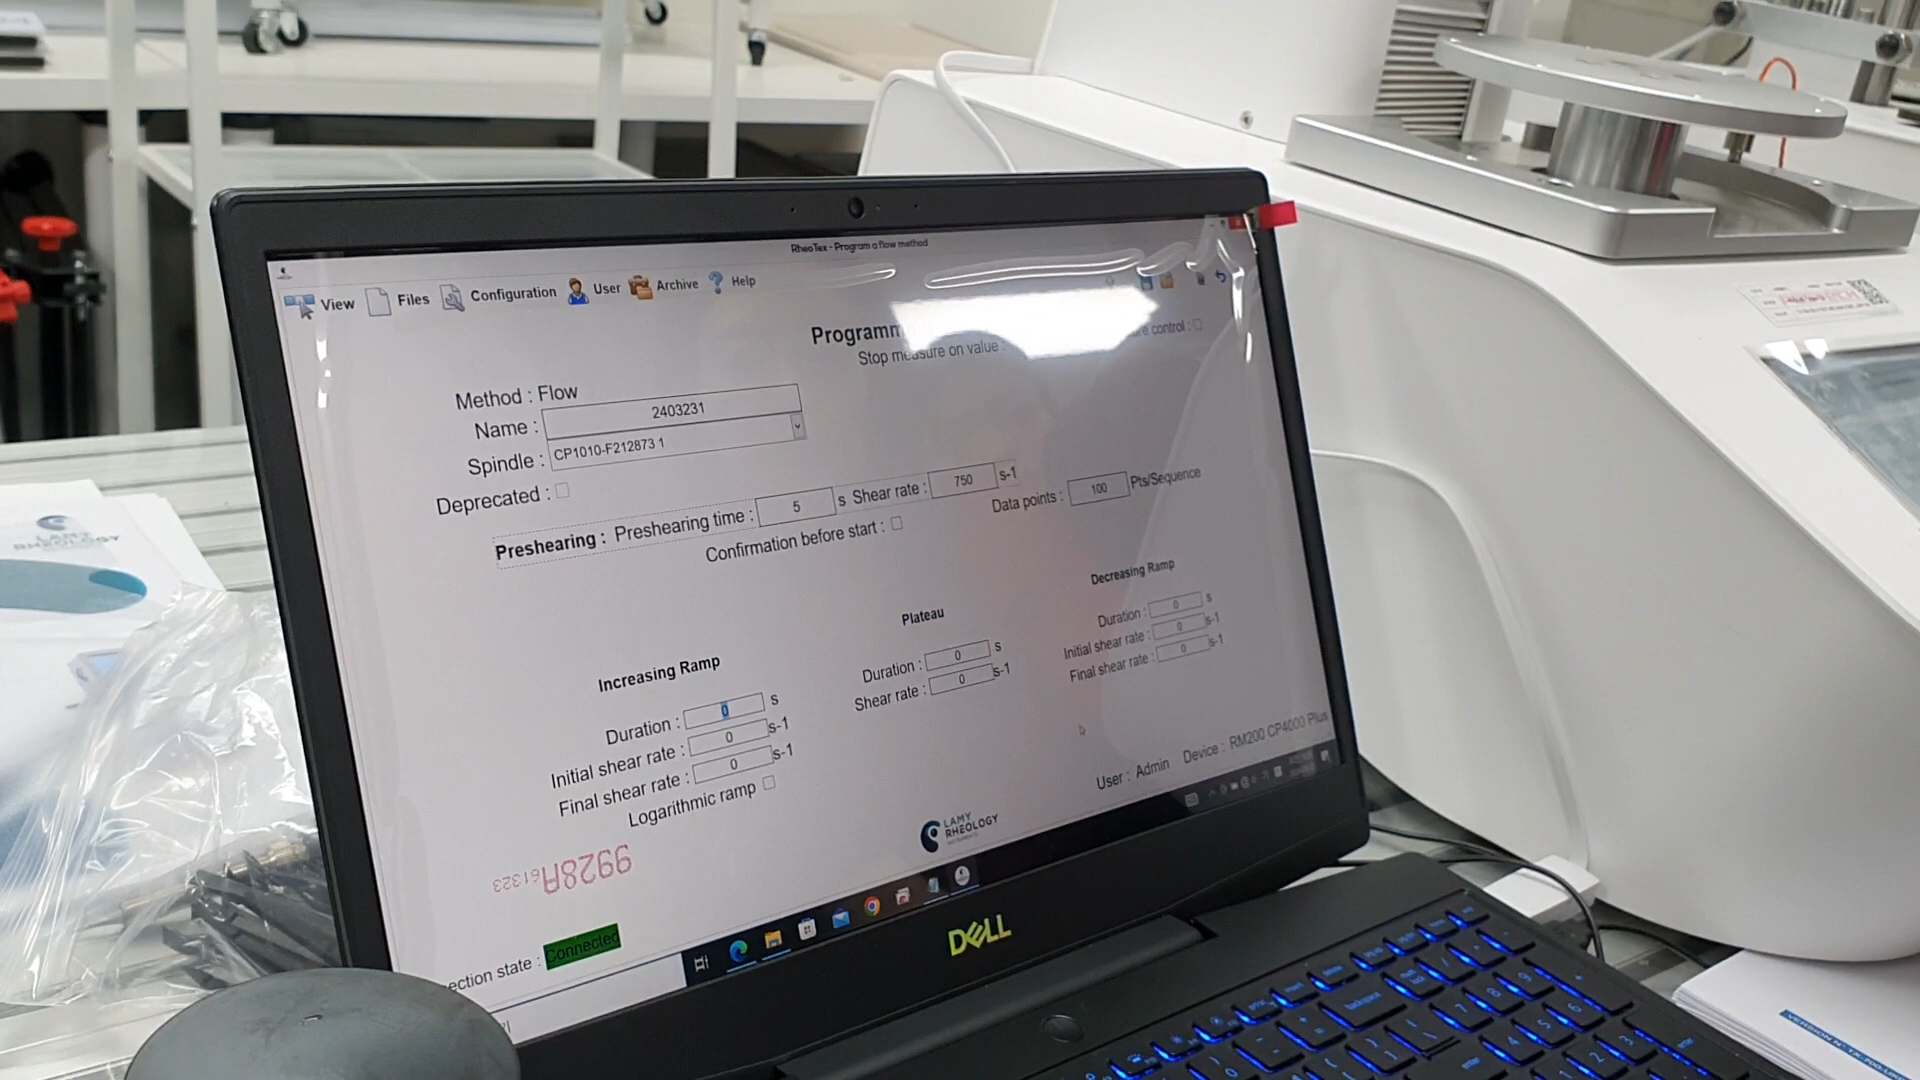 RheoTex - Program a flow method
View Files Configuration User Archive Help
Stop measure on value :
control :
Method : Flow
Name : 2403231
Spindle : CP1010-F212873 1
Deprecated :
Preshearing : Preshearing time : 5 s Shear rate : 750 s-1
Confirmation before start :
Data points : 100 Pts/Sequence
Increasing Ramp
Duration : 0 s
Initial shear rate : 0 s-1
Final shear rate : 0 s-1
Logarithmic ramp
Plateau
Duration : 0 s
Shear rate : 0 s-1
Decreasing Ramp
Duration : 0 s
Initial shear rate : 0 s-1
Final shear rate : 0 s-1
User : Admin Device : RM200 CP4000 Plus
LAMY
RHEOLOGY
9928A161323
state : Connected
DELL
LAMY
RHEOLOGY
backspace